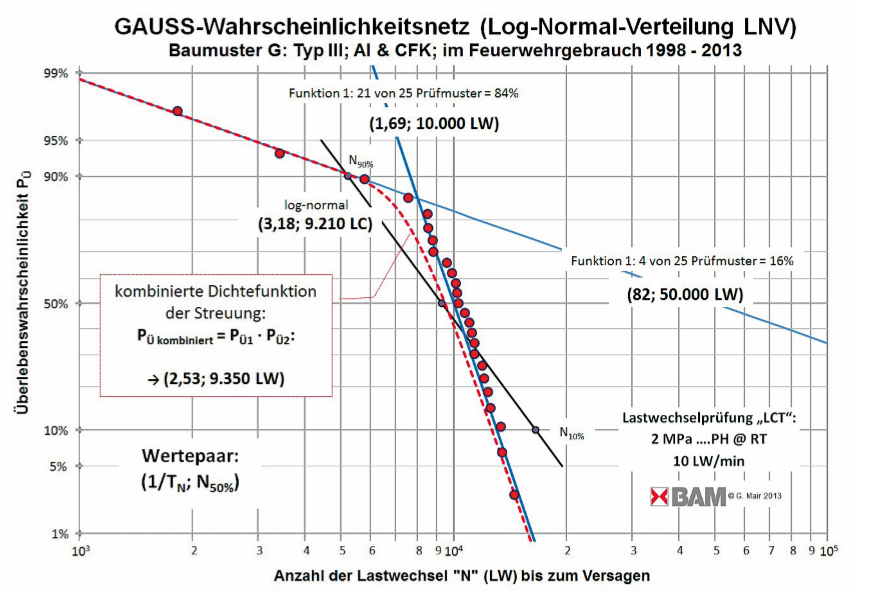 GAUSS-Wahrscheinlichkeitsnetz (Log-Normal-Verteilung LNV)
Baumuster G: Typ III; Al & CFK; im Feuerwehrgebrauch 1998 - 2013
Überlebenswahrscheinlichkeit PÜ
99%
95%
90%
50%
10%
5%
1%
Funktion 1: 21 von 25 Prüfmuster = 84%
(1,69; 10.000 LW)
N90%
log-normal
(3,18; 9.210 LC)
Funktion 1: 4 von 25 Prüfmuster = 16%
(82; 50.000 LW)
kombinierte Dichtefunktion
der Streuung:
PÜ kombiniert = PÜ1 · PÜ2:
→ (2,53; 9.350 LW)
N10%
Lastwechselprüfung „LCT“:
2 MPa ....PH @ RT
10 LW/min
Wertepaar:
(1/TN; N50%)
BAM © G. Mair 2013
10³ 2 3 4 5 6 8 9 10⁴ 2 3 4 5 6 7 8 9 10⁵
Anzahl der Lastwechsel "N" (LW) bis zum Versagen